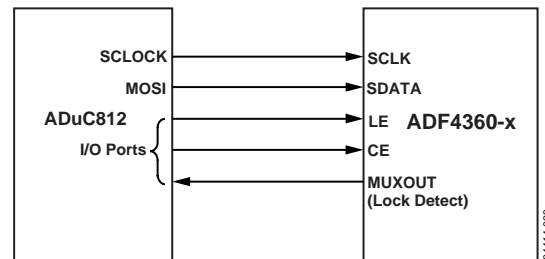 SCLOCK
MOSI
ADuC812
I/O Ports
SCLK
SDATA
LE
ADF4360-x
CE
MUXOUT
(Lock Detect)